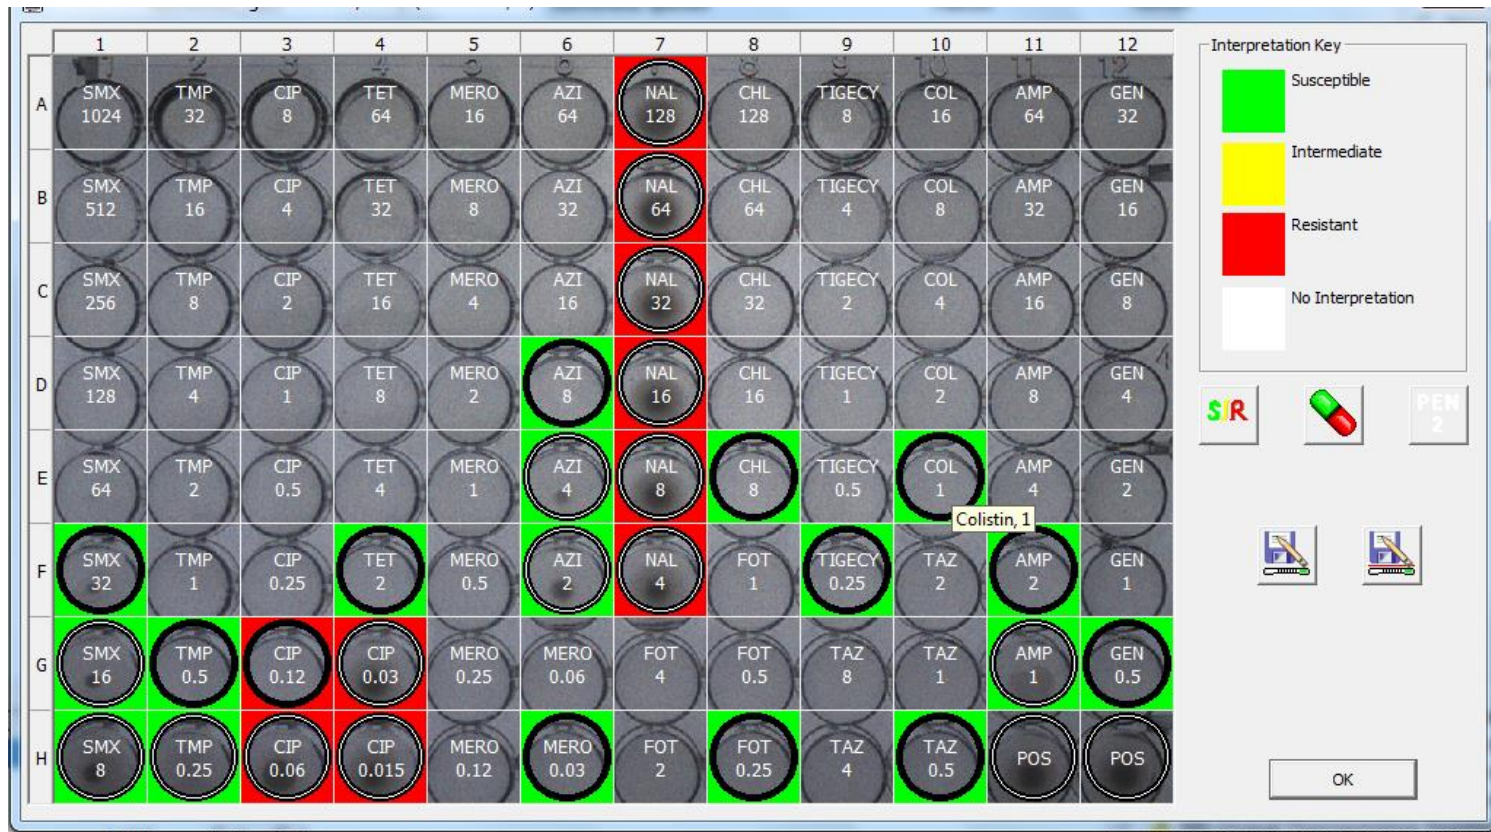 1 2 3 4 5 6 7 8 9 10 11 12
A SMX 1024 TMP 32 CIP 8 TET 64 MERO 16 AZI 64 NAL 128 CHL 128 TIGECY 8 COL 16 AMP 64 GEN 32
B SMX 512 TMP 16 CIP 4 TET 32 MERO 8 AZI 32 NAL 64 CHL 64 TIGECY 4 COL 8 AMP 32 GEN 16
C SMX 256 TMP 8 CIP 2 TET 16 MERO 4 AZI 16 NAL 32 CHL 32 TIGECY 2 COL 4 AMP 16 GEN 8
D SMX 128 TMP 4 CIP 1 TET 8 MERO 2 AZI 8 NAL 16 CHL 16 TIGECY 1 COL 2 AMP 8 GEN 4
E SMX 64 TMP 2 CIP 0.5 TET 4 MERO 1 AZI 4 NAL 8 CHL 8 TIGECY 0.5 COL 1 AMP 4 GEN 2
Colistin, 1
F SMX 32 TMP 1 CIP 0.25 TET 2 MERO 0.5 AZI 2 NAL 4 FOT 1 TIGECY 0.25 TAZ 2 AMP 2 GEN 1
G SMX 16 TMP 0.5 CIP 0.12 CIP 0.03 MERO 0.25 MERO 0.06 FOT 4 FOT 0.5 TAZ 8 TAZ 1 AMP 1 GEN 0.5
H SMX 8 TMP 0.25 CIP 0.06 CIP 0.015 MERO 0.12 MERO 0.03 FOT 2 FOT 0.25 TAZ 4 TAZ 0.5 POS POS
Interpretation Key
Susceptible
Intermediate
Resistant
No Interpretation
SIR
PEN
2
OK